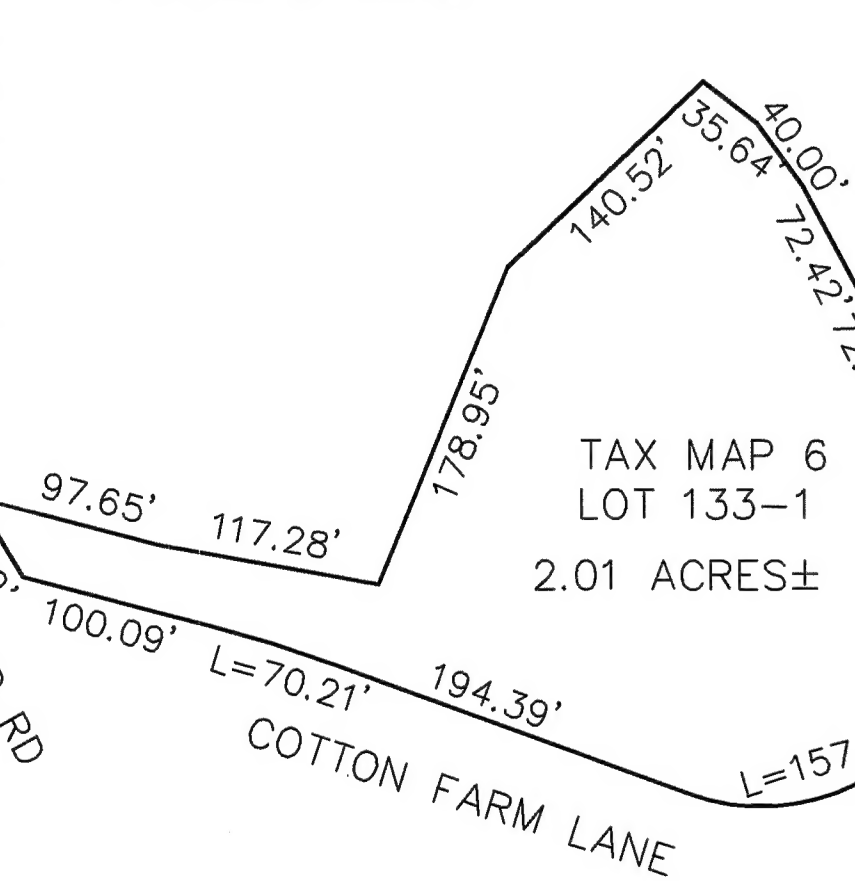 40.00’
35.64’
140.52’
72.42’
178.95’
TAX MAP 6
LOT 133-1
97.65’
117.28’
2.01 ACRES±
100.09’
L=70.21’
194.39’
RD
COTTON FARM LANE
L=157